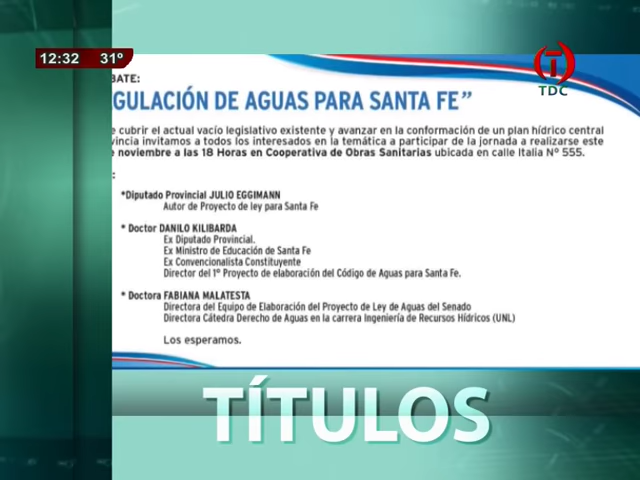 12:32 31º
TDC
BATE:
GULACIÓN DE AGUAS PARA SANTA FE”
e cubrir el actual vacío legislativo existente y avanzar en la conformación de un plan hídrico central
vincia invitamos a todos los interesados en la temática a participar de la jornada a realizarse este
e noviembre a las 18 Horas en Cooperativa de Obras Sanitarias ubicada en calle Italia Nº 555.
:
*Diputado Provincial JULIO EGGIMANN
Autor de Proyecto de ley para Santa Fe
* Doctor DANILO KILIBARDA
Ex Diputado Provincial.
Ex Ministro de Educación de Santa Fe
Ex Convencionalista Constituyente
Director del 1º Proyecto de elaboración del Código de Aguas para Santa Fe.
* Doctora FABIANA MALATESTA
Directora del Equipo de Elaboración del Proyecto de Ley de Aguas del Senado
Directora Cátedra Derecho de Aguas en la carrera Ingeniería de Recursos Hídricos (UNL)
Los esperamos.
TÍTULOS